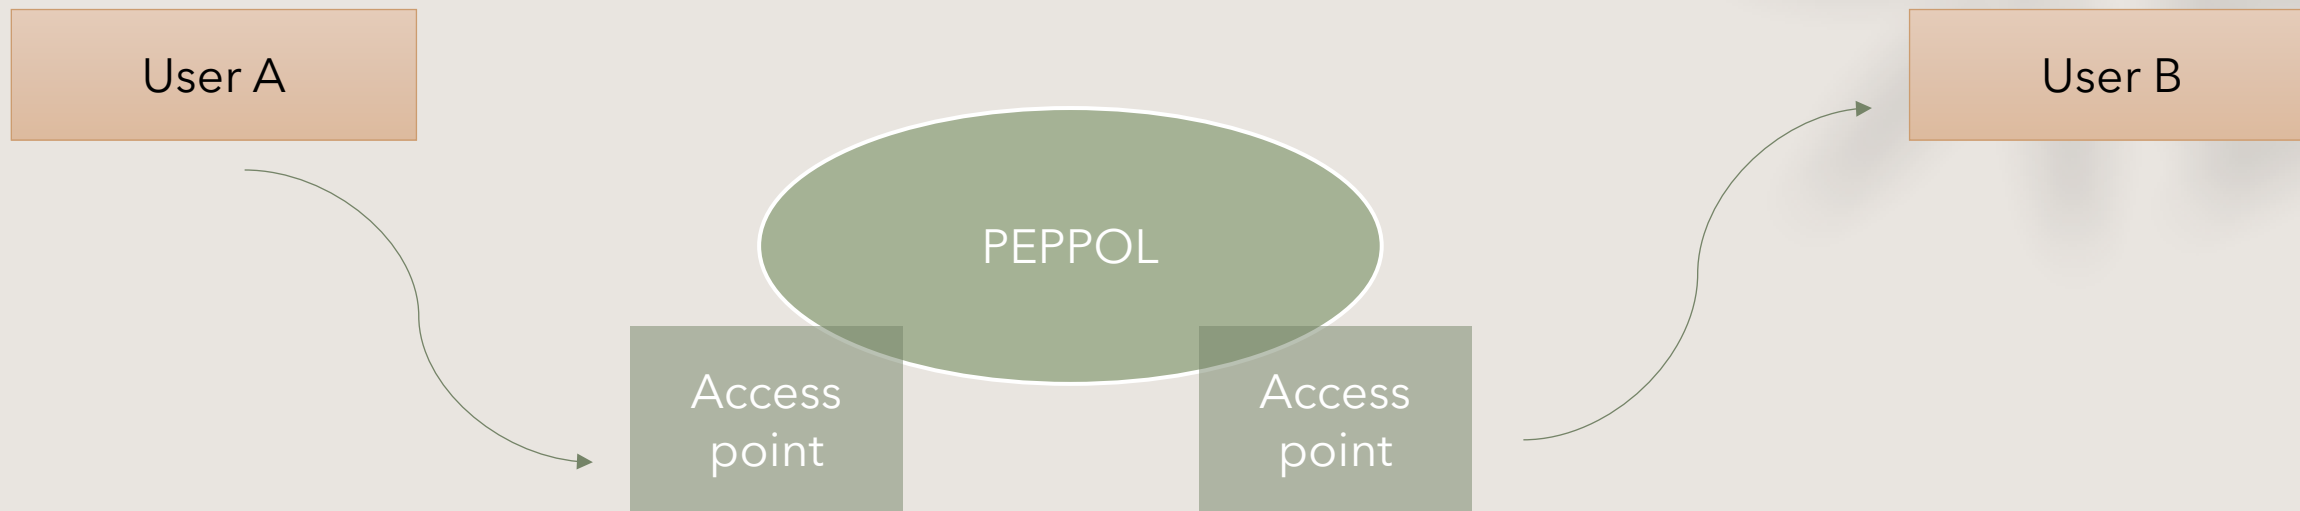 User A
User B
PEPPOL
Access
point
Access
point